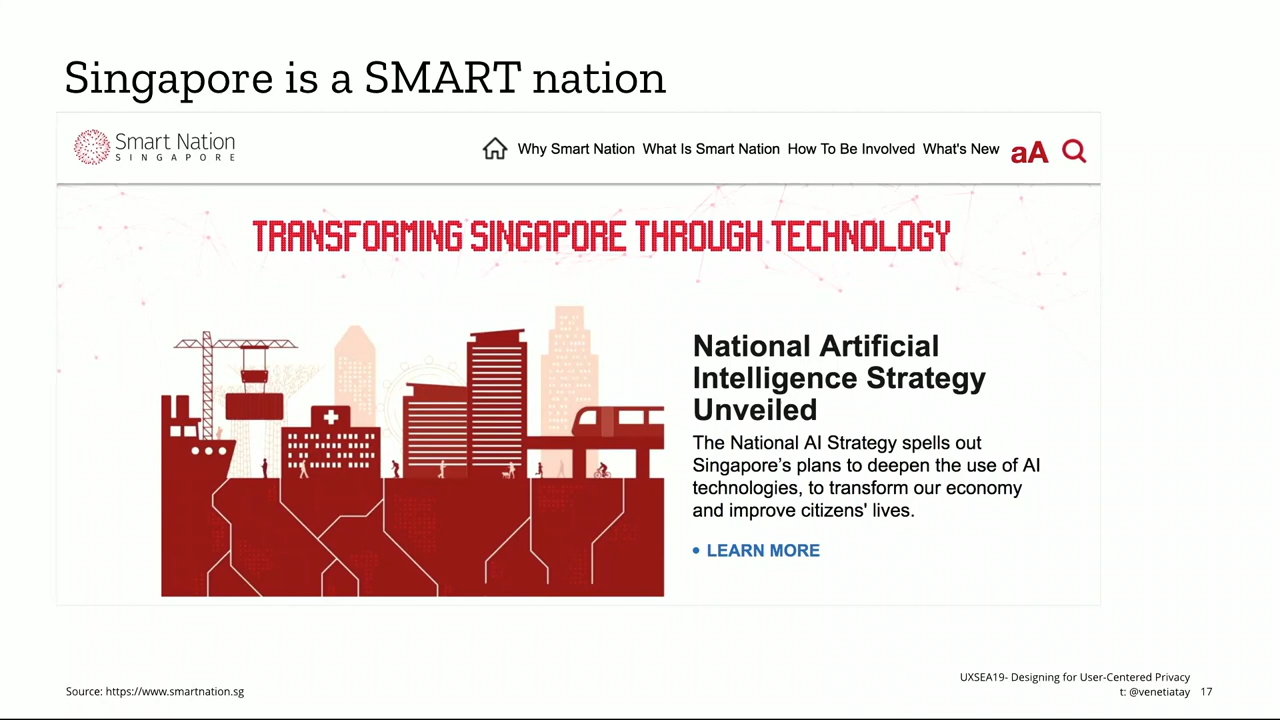 Singapore is a SMART nation
Smart Nation
SINGAPORE
Why Smart Nation What Is Smart Nation How To Be Involved What's New aA
TRANSFORMING SINGAPORE THROUGH TECHNOLOGY
National Artificial
Intelligence Strategy
Unveiled
The National AI Strategy spells out
Singapore’s plans to deepen the use of AI
technologies, to transform our economy
and improve citizens' lives.
• LEARN MORE
UXSEA19- Designing for User-Centered Privacy
Source: https://www.smartnation.sg
t: @venetiatay 17